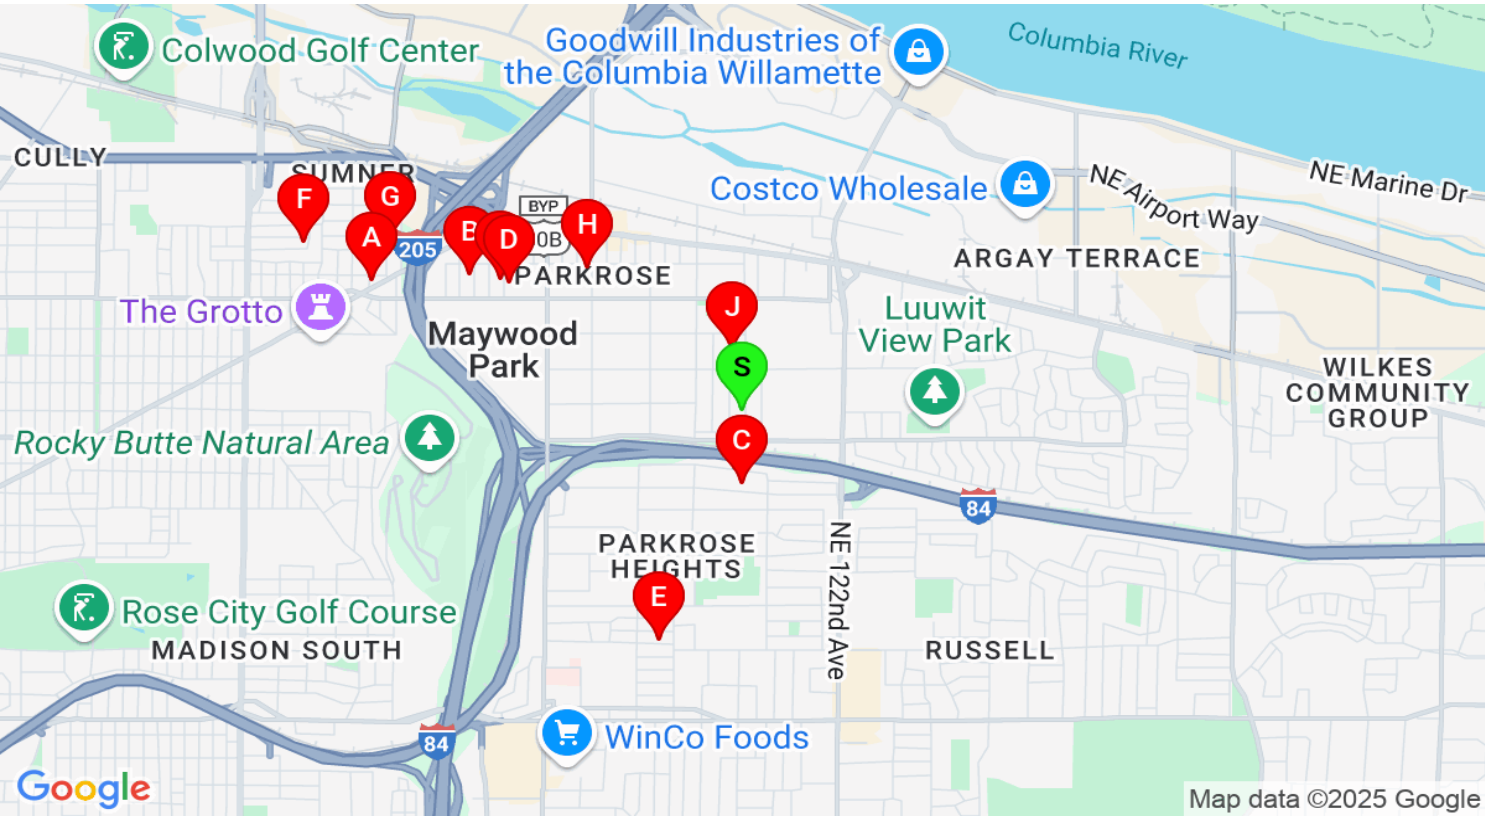 Colwood Golf Center
Goodwill Industries of
the Columbia Willamette
Columbia River
CULLY
SUMNER
F
G
A
B
D
H
BYP
0B
205
PARKROSE
Costco Wholesale
NE Airport Way
NE Marine Dr
ARGAY TERRACE
The Grotto
Maywood
Park
J
S
C
Luuwit
View Park
WILKES
COMMUNITY
GROUP
Rocky Butte Natural Area
84
PARKROSE
HEIGHTS
E
NE 122nd Ave
Rose City Golf Course
MADISON SOUTH
RUSSELL
84
WinCo Foods
Google
Map data ©2025 Google